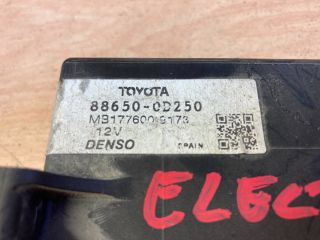 TOYOTA
88650-0D250
MB177600-9173
12V
DENSO SPAIN
ELEC